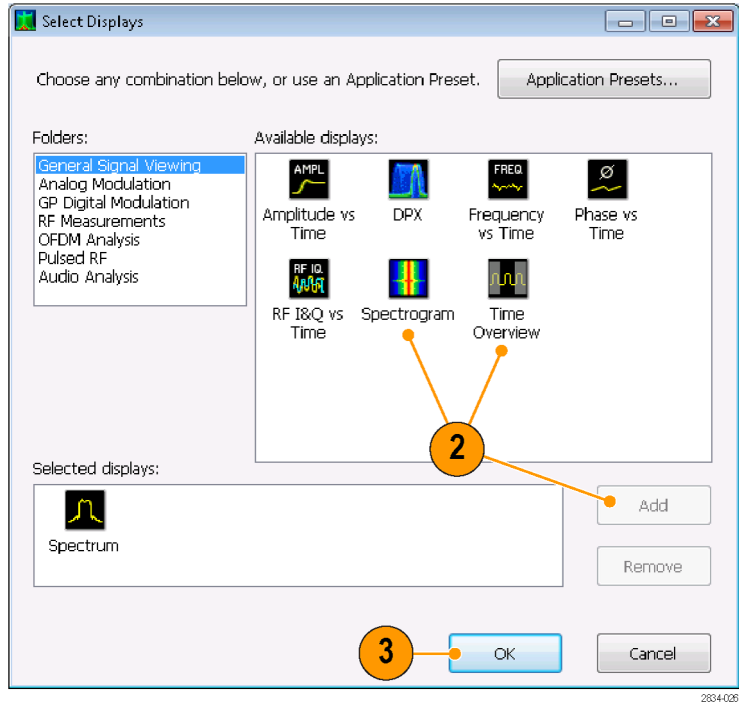 Select Displays
Choose any combination below, or use an Application Preset.
Application Presets...
Folders:
General Signal Viewing
Analog Modulation
GP Digital Modulation
RF Measurements
OFDM Analysis
Pulsed RF
Audio Analysis
Available displays:
AMPL
Amplitude vs
Time
DPX
FREQ
Frequency
vs Time
Ø
Phase vs
Time
RF IQ
RF I&Q vs
Time
Spectrogram
Time
Overview
2
Selected displays:
Spectrum
Add
Remove
3
OK
Cancel
2834-026